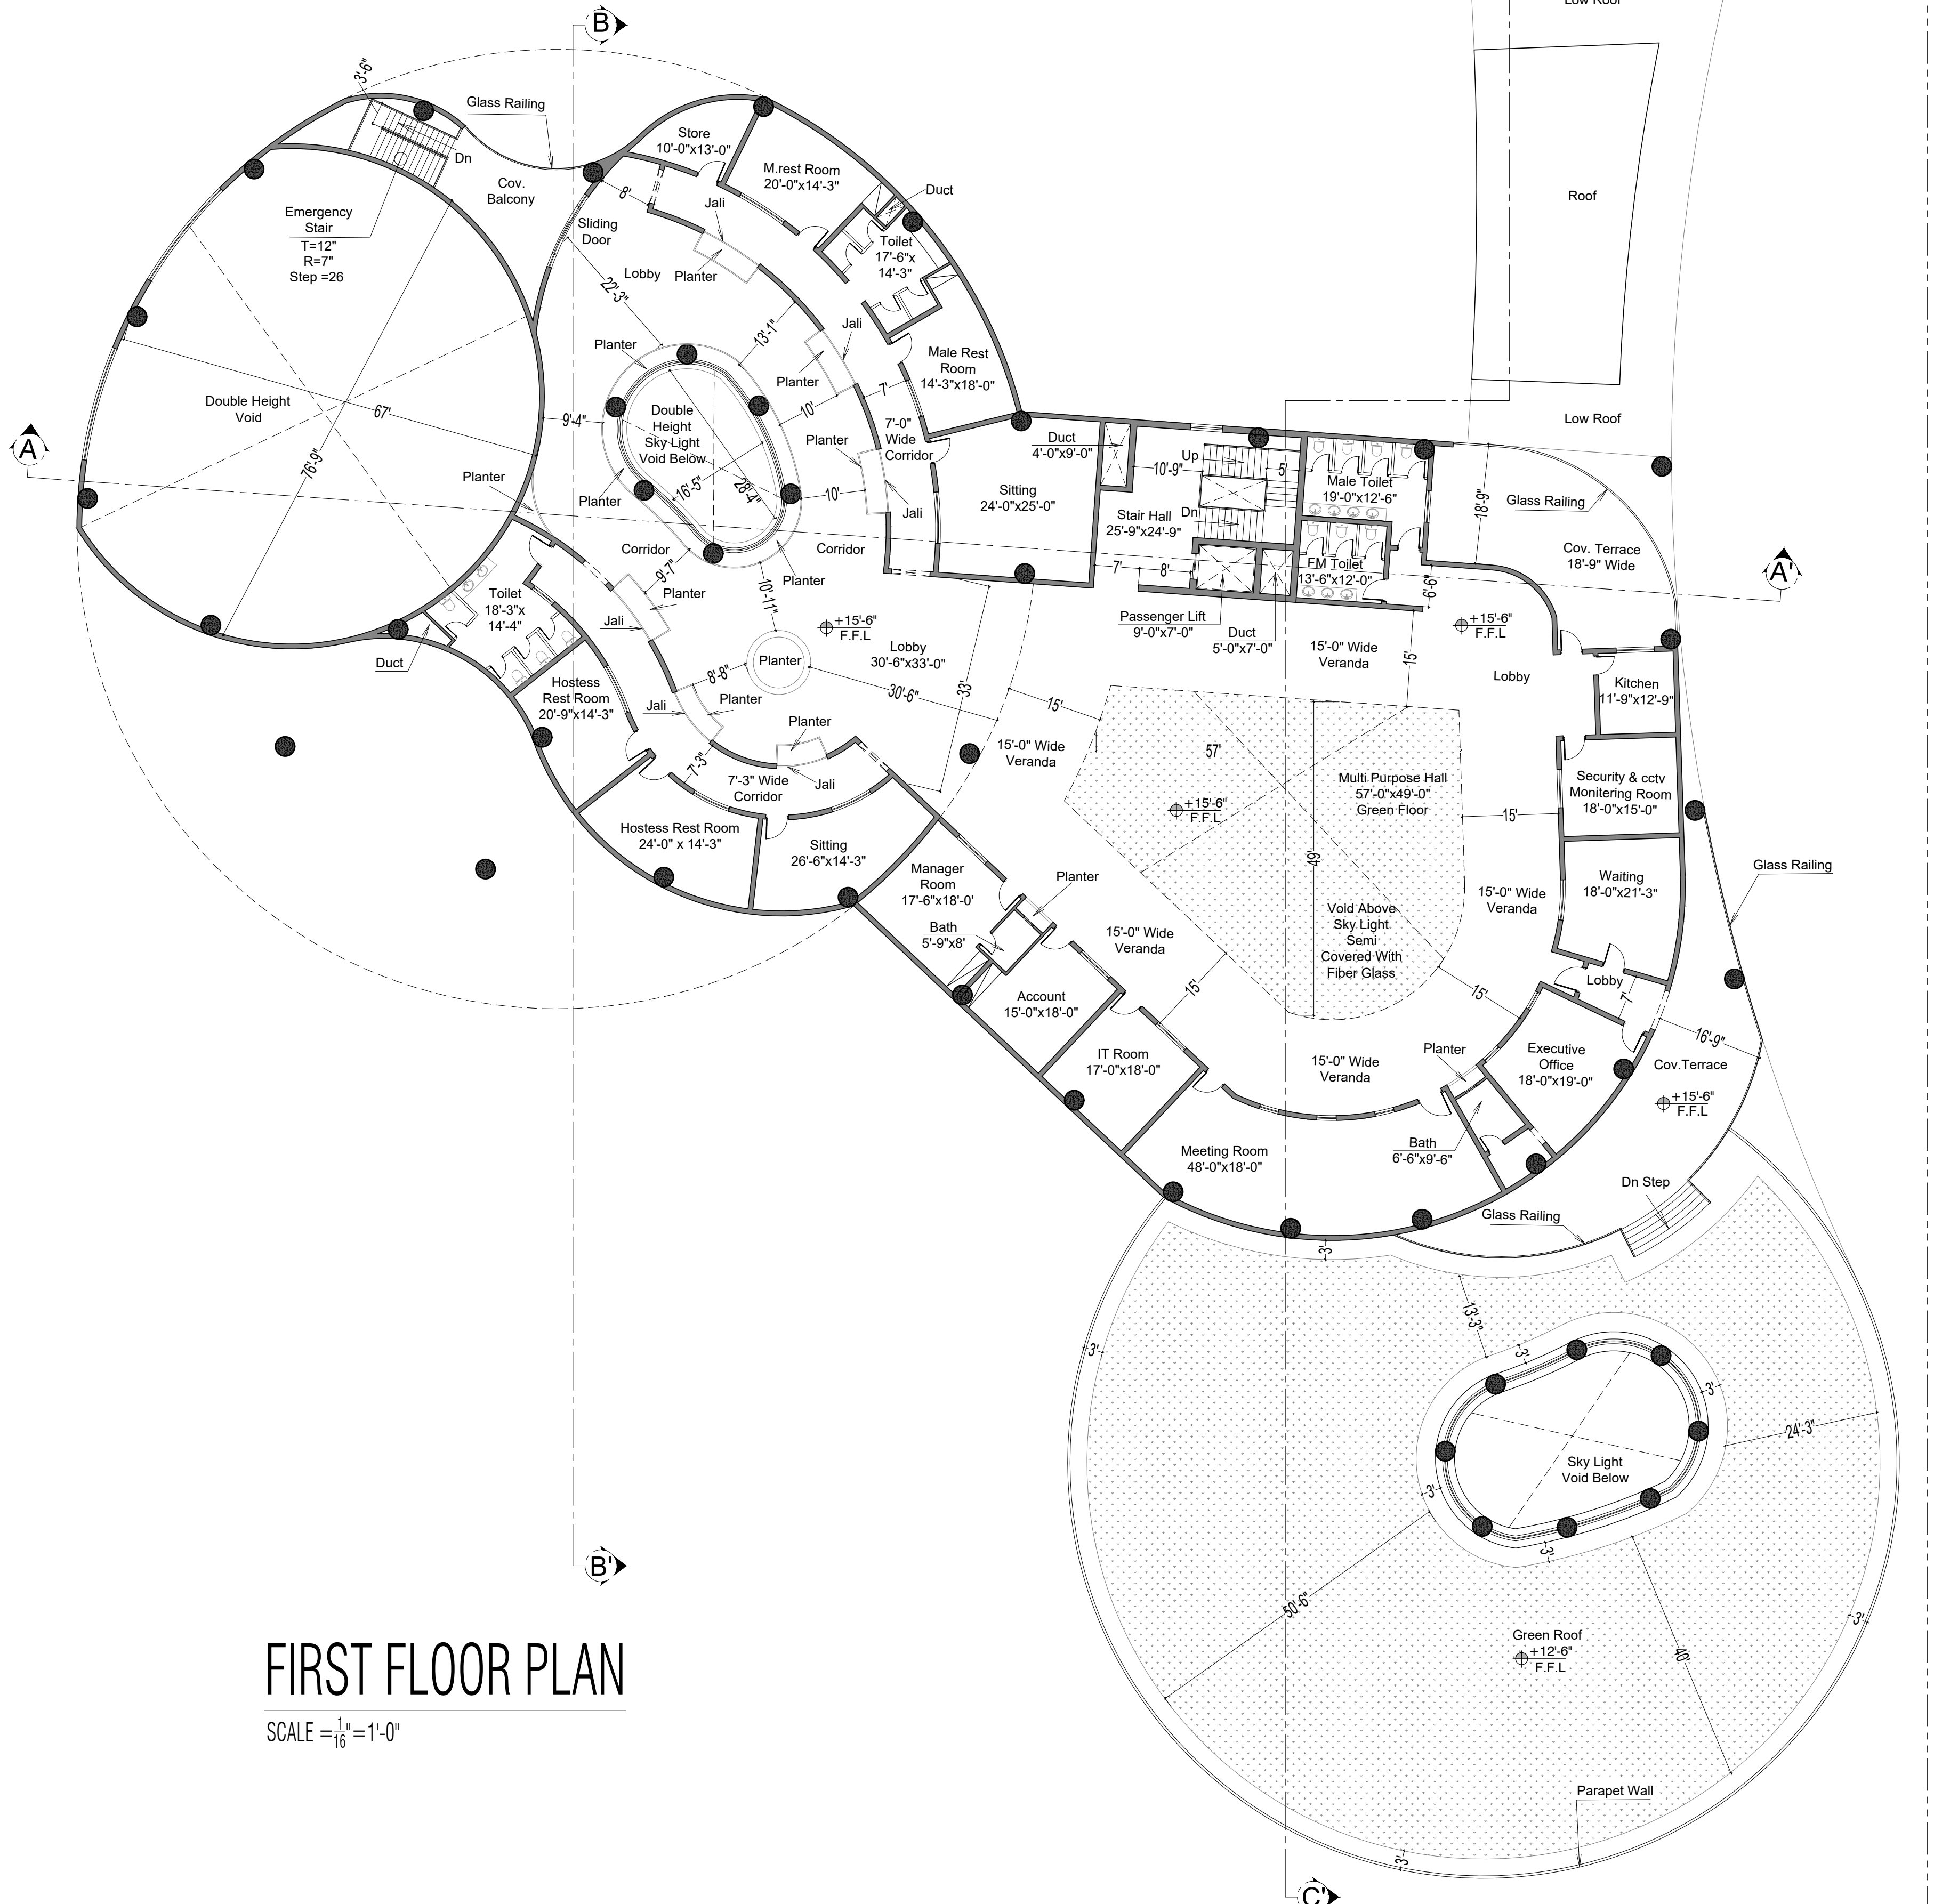 Low Roof
B
3'-6"
Glass Railing
Dn
Cov.
Balcony
Store
10'-0"x13'-0"
M.rest Room
20'-0"x14'-3"
Duct
8'
Jali
Sliding
Door
Toilet
17'-6"x
14'-3"
Roof
Emergency
Stair
T=12"
R=7"
Step =26
Lobby
Planter
22'-3"
13'-1"
Jali
Planter
Planter
Male Rest
Room
14'-3"x18'-0"
7'
Double Height
Void
67'
76'-9"
9'-4"
Double
Height
Sky Light
Void Below
10'
7'-0"
Wide
Corridor
Planter
16'-5"
28'-4"
10'
Jali
Planter
Planter
A
Low Roof
Duct
4'-0"x9'-0"
10'-9"
Up
5'
Male Toilet
19'-0"x12'-6"
Sitting
24'-0"x25'-0"
Stair Hall
25'-9"x24'-9"
Dn
18'-9"
Glass Railing
Cov. Terrace
18'-9" Wide
A'
Corridor
Corridor
9'-7"
10'-11"
Planter
7'
8'
FM Toilet
13'-6"x12'-0"
6'-6"
Toilet
18'-3"x
14'-4"
Planter
Jali
Duct
+15'-6"
F.F.L
Lobby
30'-6"x33'-0"
Passenger Lift
9'-0"x7'-0"
Duct
5'-0"x7'-0"
15'-0" Wide
Veranda
15'
+15'-6"
F.F.L
Lobby
Kitchen
11'-9"x12'-9"
Planter
8'-8"
30'-6"
33'
15'
Hostess
Rest Room
20'-9"x14'-3"
Jali
Planter
Planter
Jali
7'-3"
7'-3" Wide
Corridor
15'-0" Wide
Veranda
57'
Multi Purpose Hall
57'-0"x49'-0"
Green Floor
+15'-6"
F.F.L
15'
49'
Security & cctv
Monitering Room
18'-0"x15'-0"
Hostess Rest Room
24'-0" x 14'-3"
Sitting
26'-6"x14'-3"
Manager
Room
17'-6"x18'-0'
Planter
Bath
5'-9"x8'
15'-0" Wide
Veranda
Void Above
Sky Light
Semi
Covered With
Fiber Glass
15'-0" Wide
Veranda
Waiting
18'-0"x21'-3"
Glass Railing
Account
15'-0"x18'-0"
15'
15'
Lobby
7'
16'-9"
IT Room
17'-0"x18'-0"
15'-0" Wide
Veranda
Planter
Executive
Office
18'-0"x19'-0"
Cov.Terrace
+15'-6"
F.F.L
Meeting Room
48'-0"x18'-0"
Bath
6'-6"x9'-6"
Dn Step
Glass Railing
3'
13'-3"
3'
3'
3'
24'-3"
Sky Light
Void Below
3'
3'
B'
50'-6"
3'
Green Roof
+12'-6"
F.F.L
40'
FIRST FLOOR PLAN
SCALE =1/16"=1'-0"
Parapet Wall
3'
C'